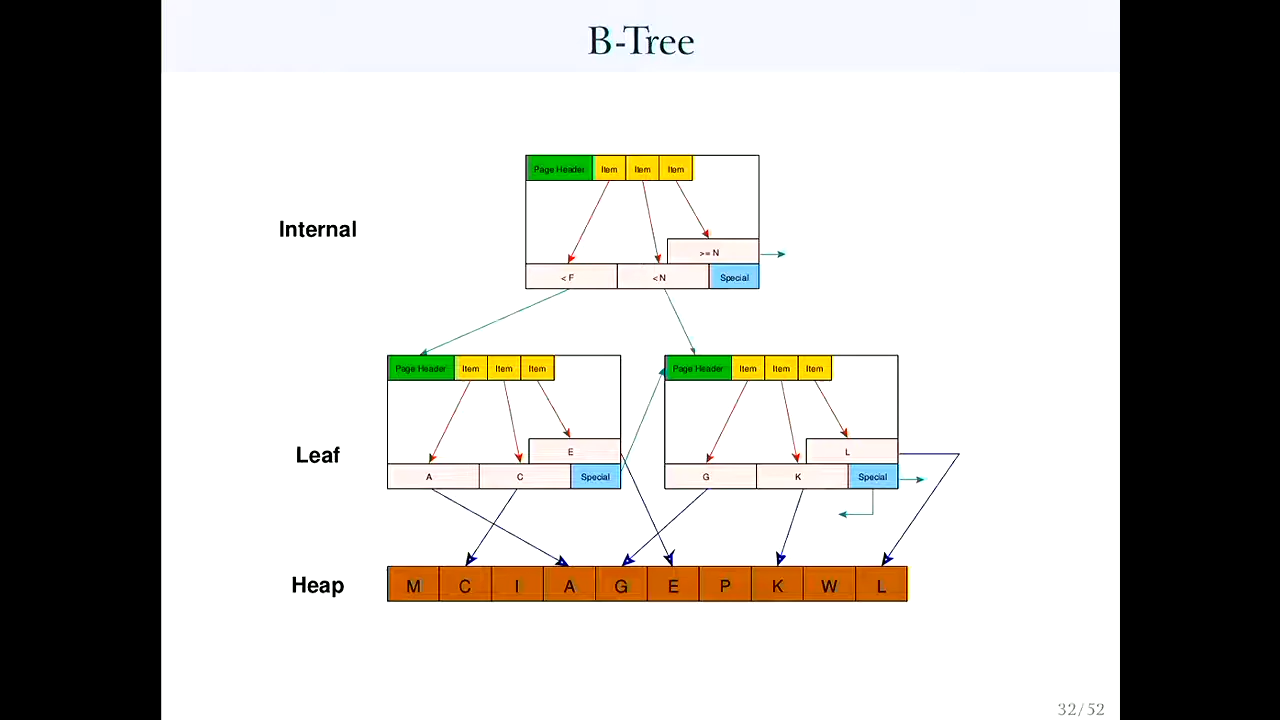 B-Tree
Page Header Item Item Item
Internal
>= N
< F < N Special
Page Header Item Item Item
Page Header Item Item Item
Leaf
E
L
A C Special
G K Special
Heap
M C I A G E P K W L
32/52